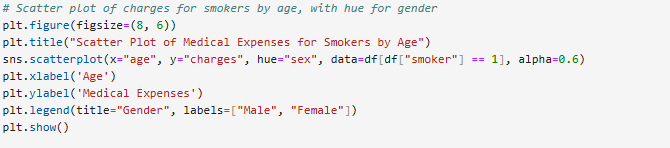 # Scatter plot of charges for smokers by age, with hue for gender
plt.figure(figsize=(8, 6))
plt.title("Scatter Plot of Medical Expenses for Smokers by Age")
sns.scatterplot(x="age", y="charges", hue="sex", data=df[df["smoker"] == 1], alpha=0.6)
plt.xlabel('Age')
plt.ylabel('Medical Expenses')
plt.legend(title="Gender", labels=["Male", "Female"])
plt.show()